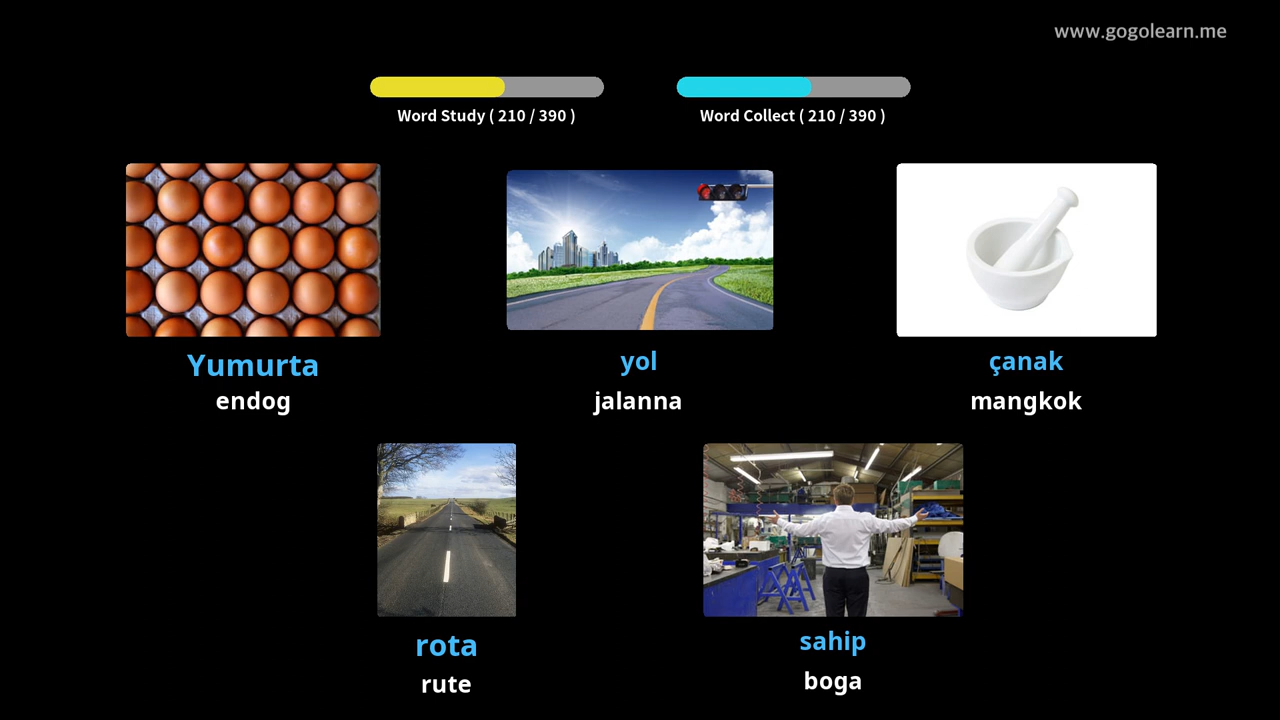 www.gogolearn.me
Word Study ( 210 / 390 )
Word Collect ( 210 / 390 )
Yumurta
endog
yol
jalanna
çanak
mangkok
rota
rute
sahip
boga